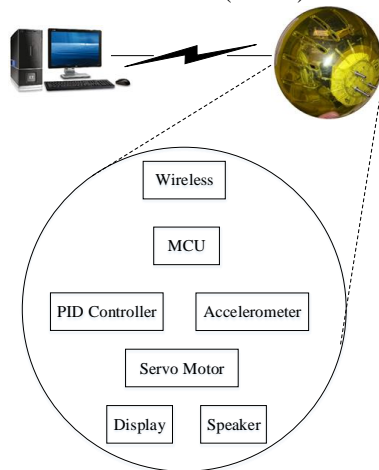 Wireless
MCU
PID Controller Accelerometer
Servo Motor
Display Speaker